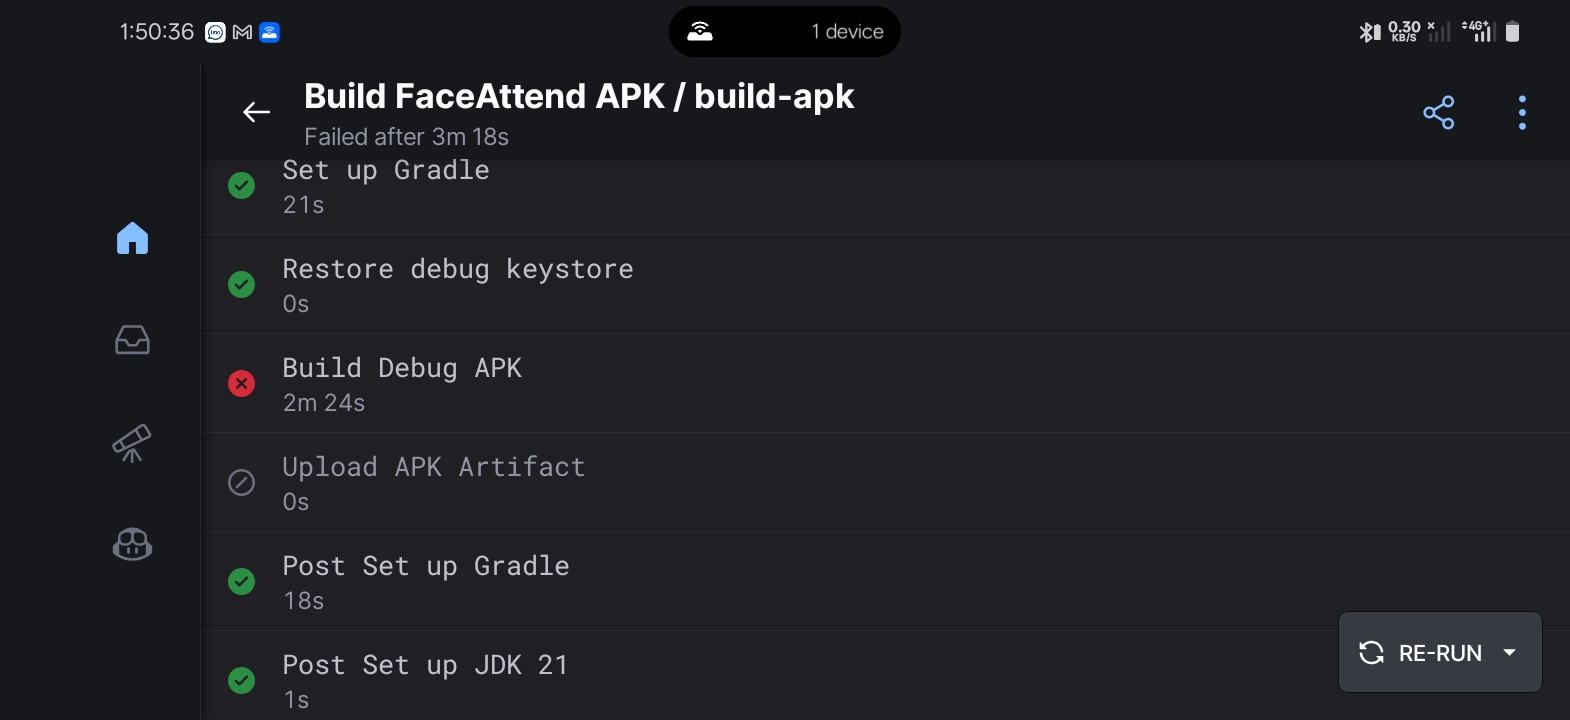 1:50:36
1 device
0.30
KB/S
4G+
Build FaceAttend APK / build-apk
Failed after 3m 18s
Set up Gradle
21s
Restore debug keystore
0s
Build Debug APK
2m 24s
Upload APK Artifact
0s
Post Set up Gradle
18s
RE-RUN
Post Set up JDK 21
1s